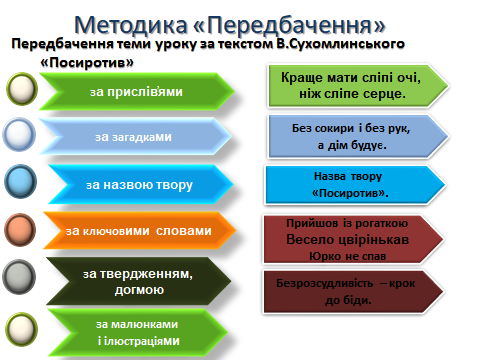 Методика «Передбачення»
Передбачення теми уроку за текстом В.Сухомлинського
«Посиротив»
за прислів'ями
Краще мати сліпі очі,
ніж сліпе серце.
за загадками
Без сокири і без рук,
а дім будує.
за назвою твору
Назва твору
«Посиротив».
за ключовими словами
Прийшов із рогаткою
Весело цвірінькав
Юрко не спав
за твердженням,
догмою
Безрозсудливість – крок
до біди.
за малюнками
і ілюстраціями